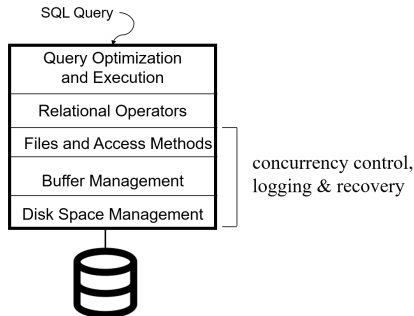 SQL Query
Query Optimization
and Execution
Relational Operators
Files and Access Methods
Buffer Management
Disk Space Management
concurrency control,
logging & recovery